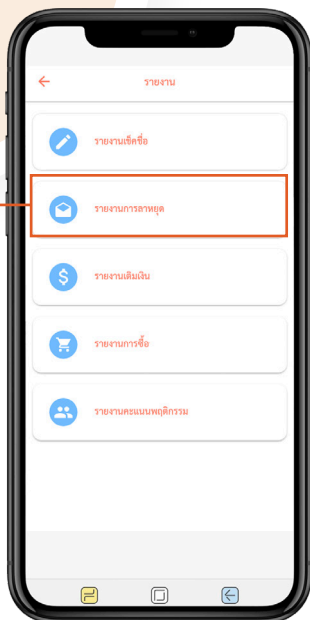 รายงาน
รายงานเช็คชื่อ
รายงานการลาหยุด
รายงานเติมเงิน
รายงานการซื้อ
รายงานคะแนนพฤติกรรม